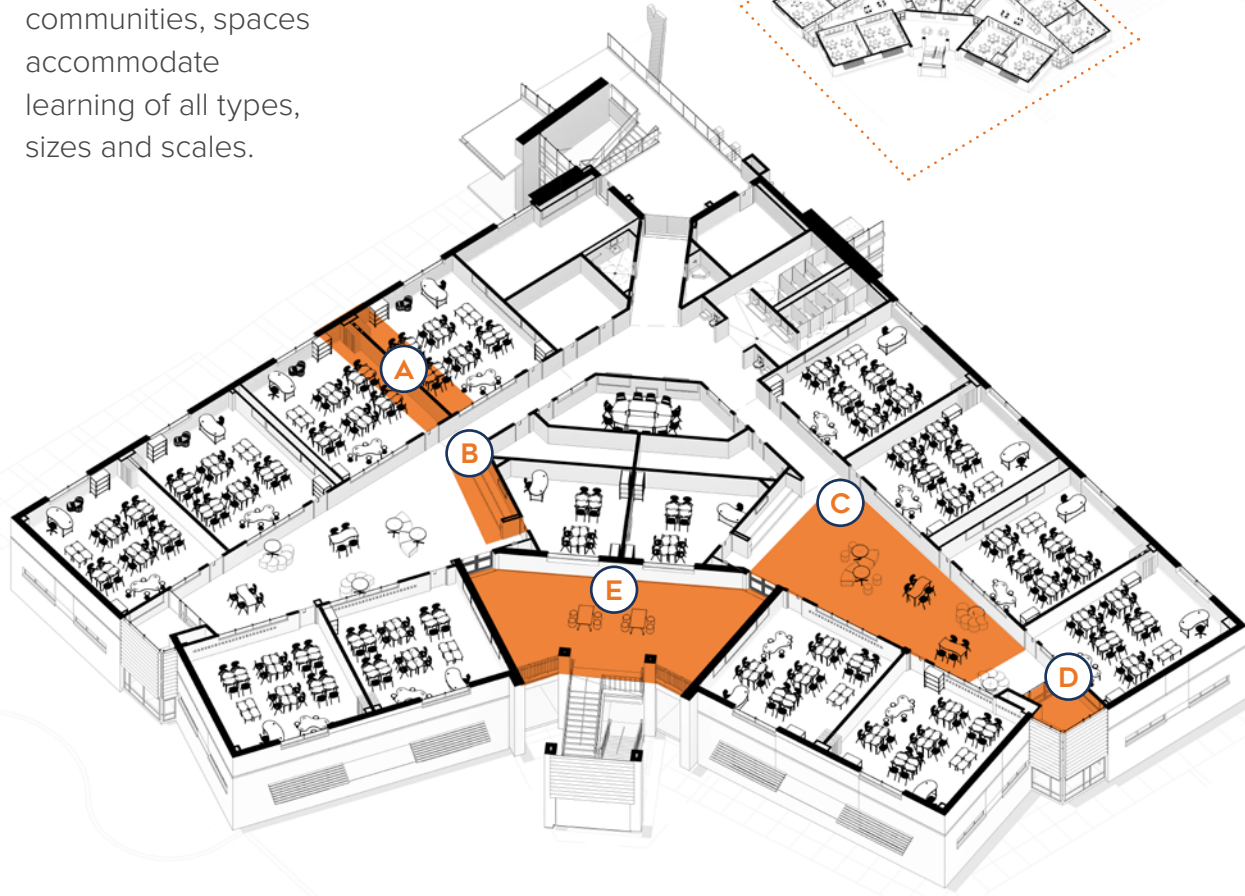 communities, spaces
accommodate
learning of all types,
sizes and scales.
A
B
C
E
D